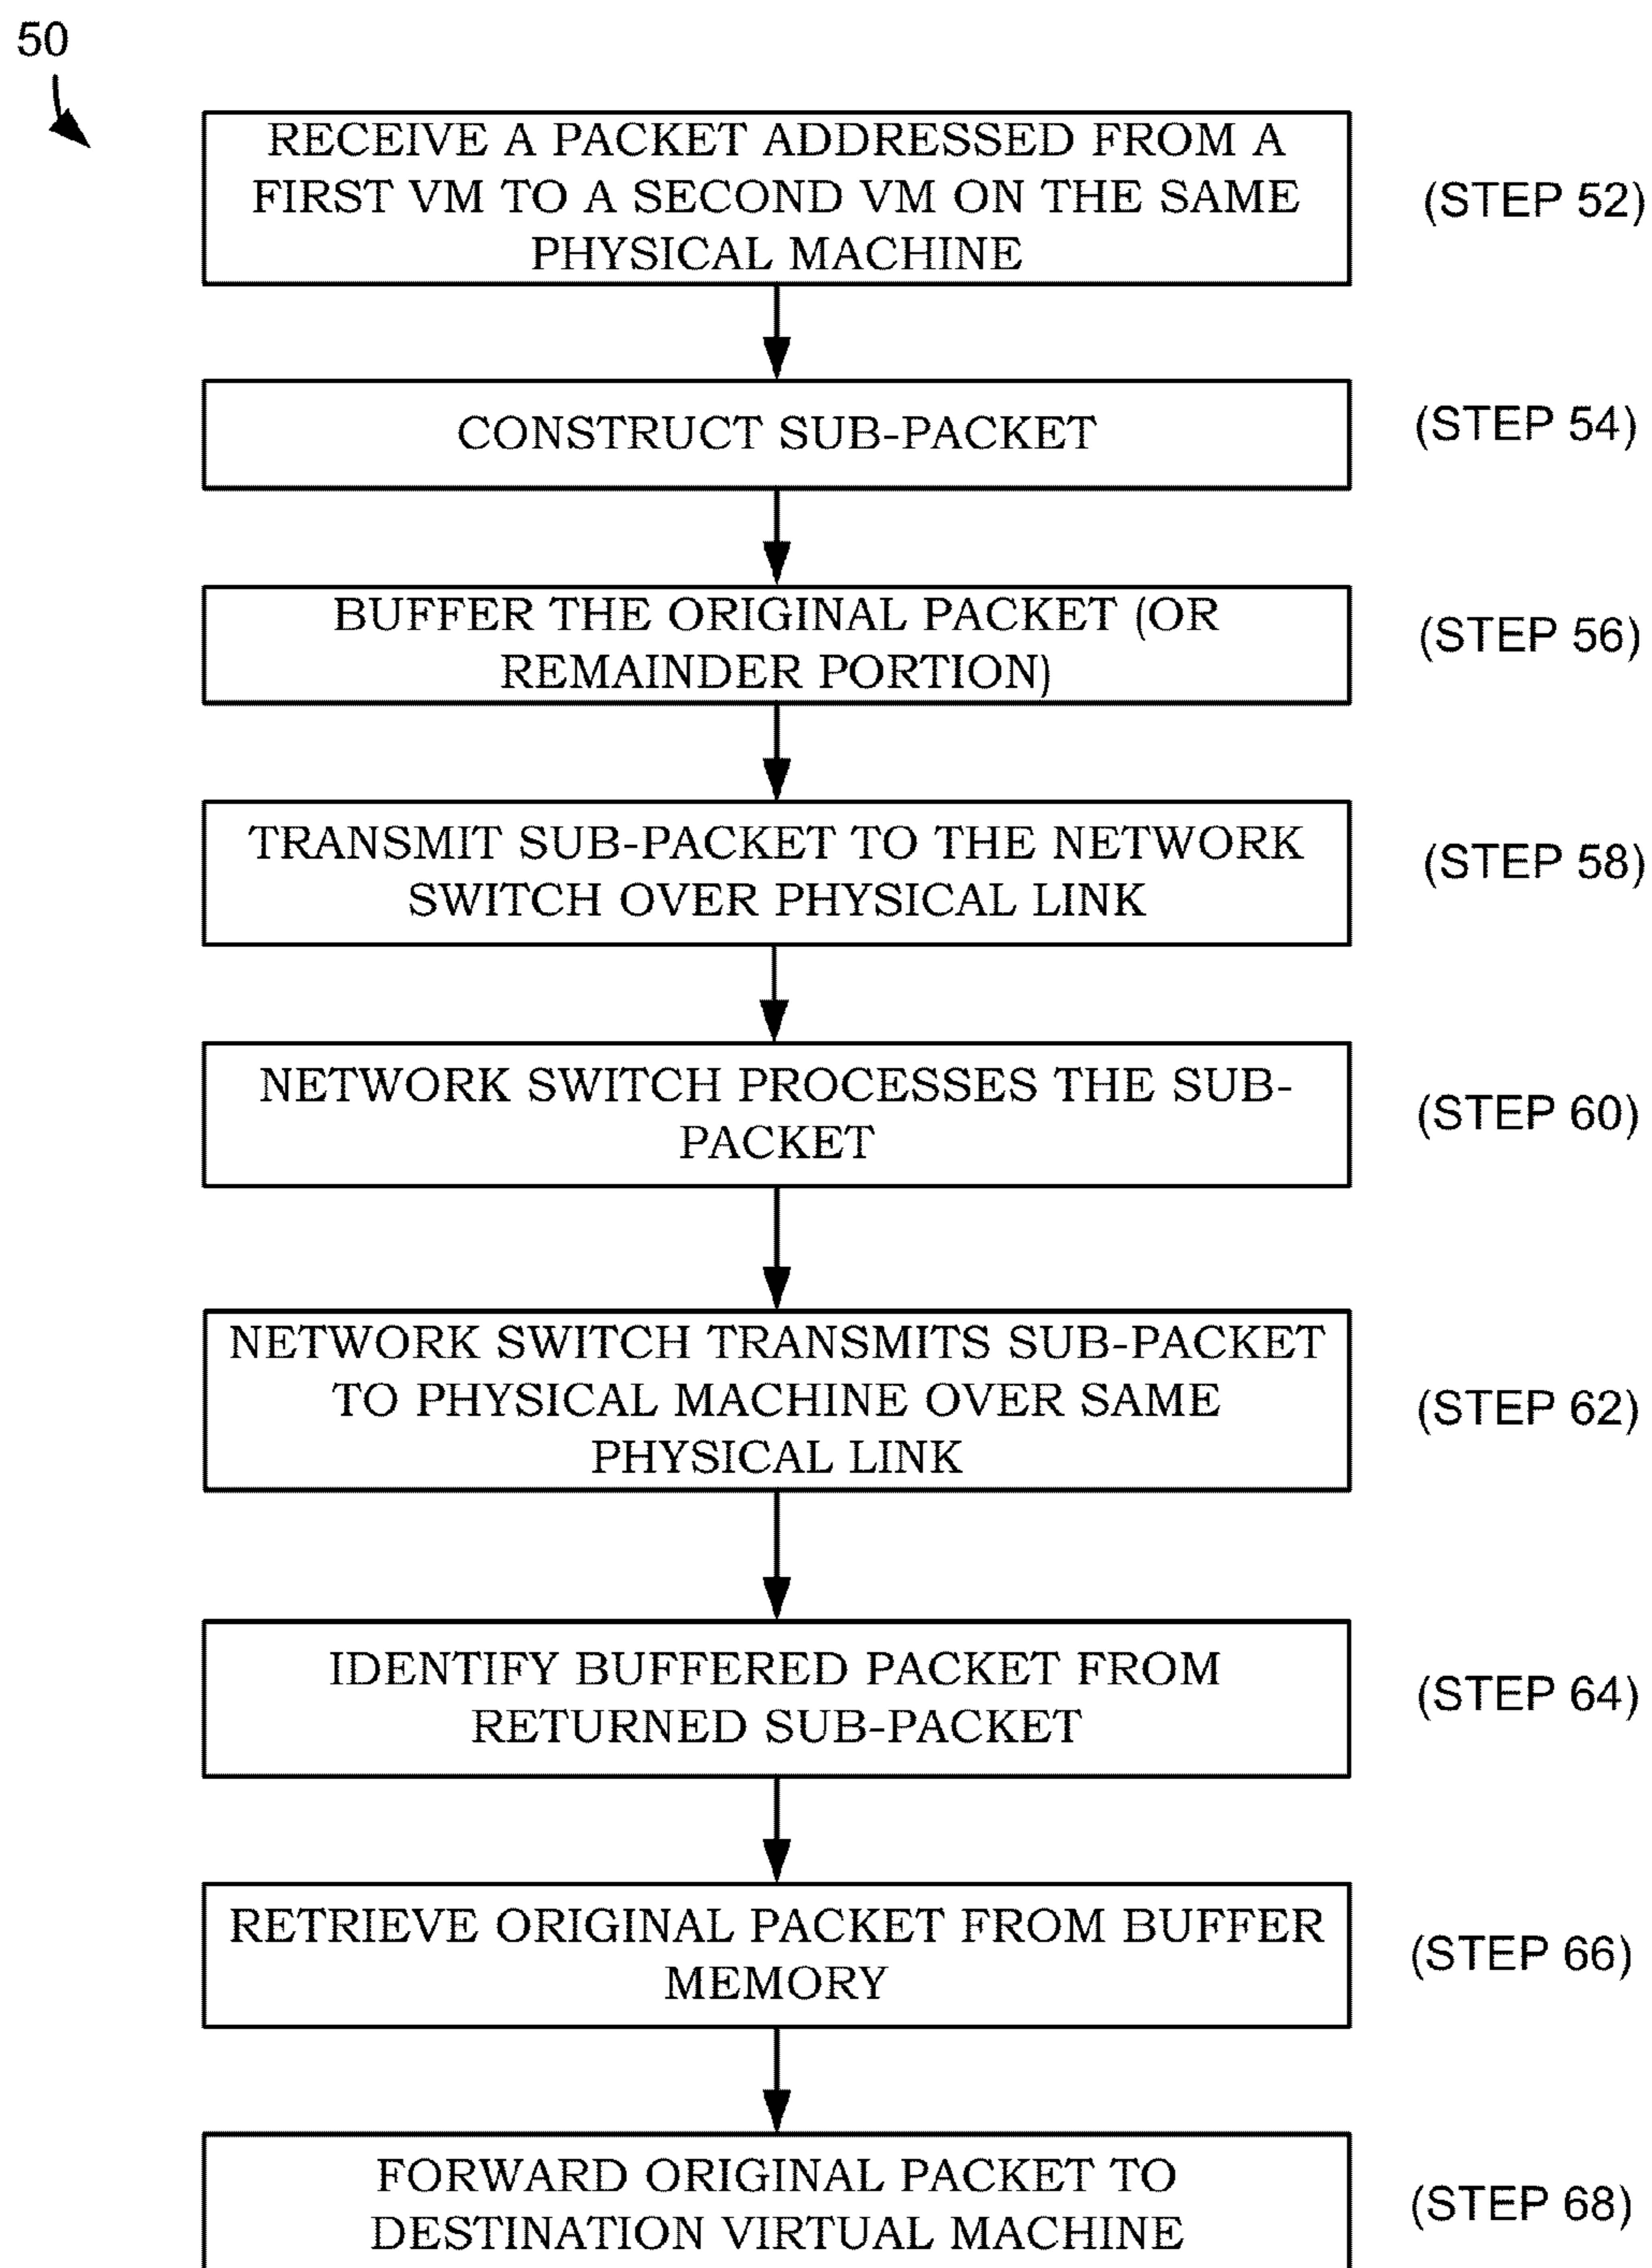 50
RECEIVE A PACKET ADDRESSED FROM A
FIRST VM TO A SECOND VM ON THE SAME
PHYSICAL MACHINE
(STEP 52)
CONSTRUCT SUB-PACKET
(STEP 54)
BUFFER THE ORIGINAL PACKET (OR
REMAINDER PORTION)
(STEP 56)
TRANSMIT SUB-PACKET TO THE NETWORK
SWITCH OVER PHYSICAL LINK
(STEP 58)
NETWORK SWITCH PROCESSES THE SUB-
PACKET
(STEP 60)
NETWORK SWITCH TRANSMITS SUB-PACKET
TO PHYSICAL MACHINE OVER SAME
PHYSICAL LINK
(STEP 62)
IDENTIFY BUFFERED PACKET FROM
RETURNED SUB-PACKET
(STEP 64)
RETRIEVE ORIGINAL PACKET FROM BUFFER
MEMORY
(STEP 66)
FORWARD ORIGINAL PACKET TO
DESTINATION VIRTUAL MACHINE
(STEP 68)